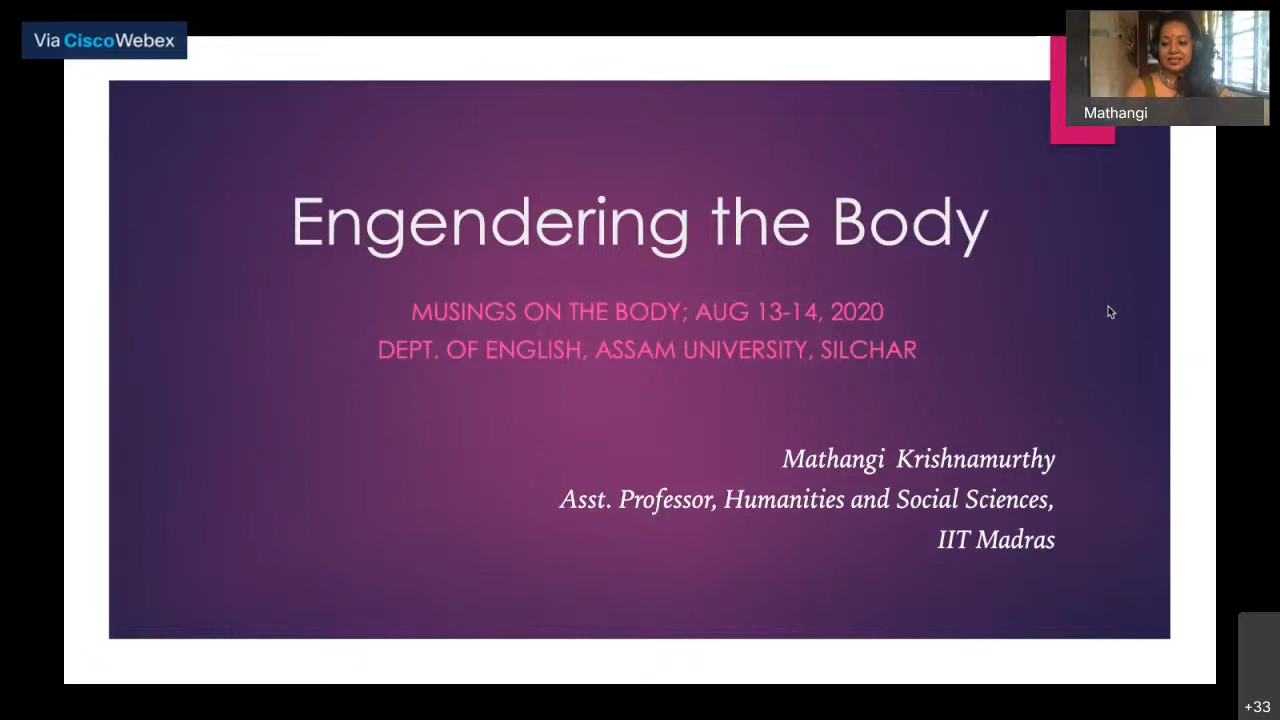 Via CiscoWebex
Mathangi
Engendering the Body
MUSINGS ON THE BODY; AUG 13-14, 2020
DEPT. OF ENGLISH, ASSAM UNIVERSITY, SILCHAR
Mathangi Krishnamurthy
Asst. Professor, Humanities and Social Sciences,
IIT Madras
+33